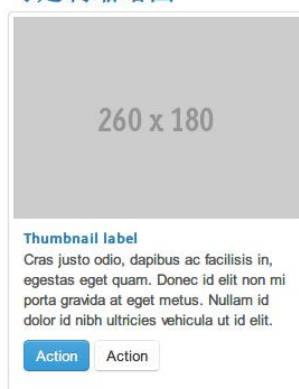 260 x 180
Thumbnail label
Cras justo odio, dapibus ac facilisis in,
egestas eget quam. Donec id elit non mi
porta gravida at eget metus. Nullam id
dolor id nibh ultricies vehicula ut id elit.
Action Action